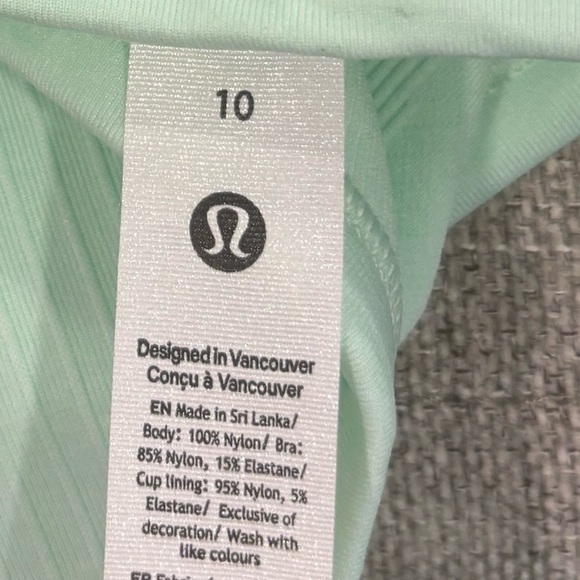 10
Designed in Vancouver
Conçu à Vancouver
EN Made in Sri Lanka/
Body: 100% Nylon/ Bra:
85% Nylon, 15% Elastane/
Cup lining: 95% Nylon, 5%
Elastane/ Exclusive of
decoration/ Wash with
like colours